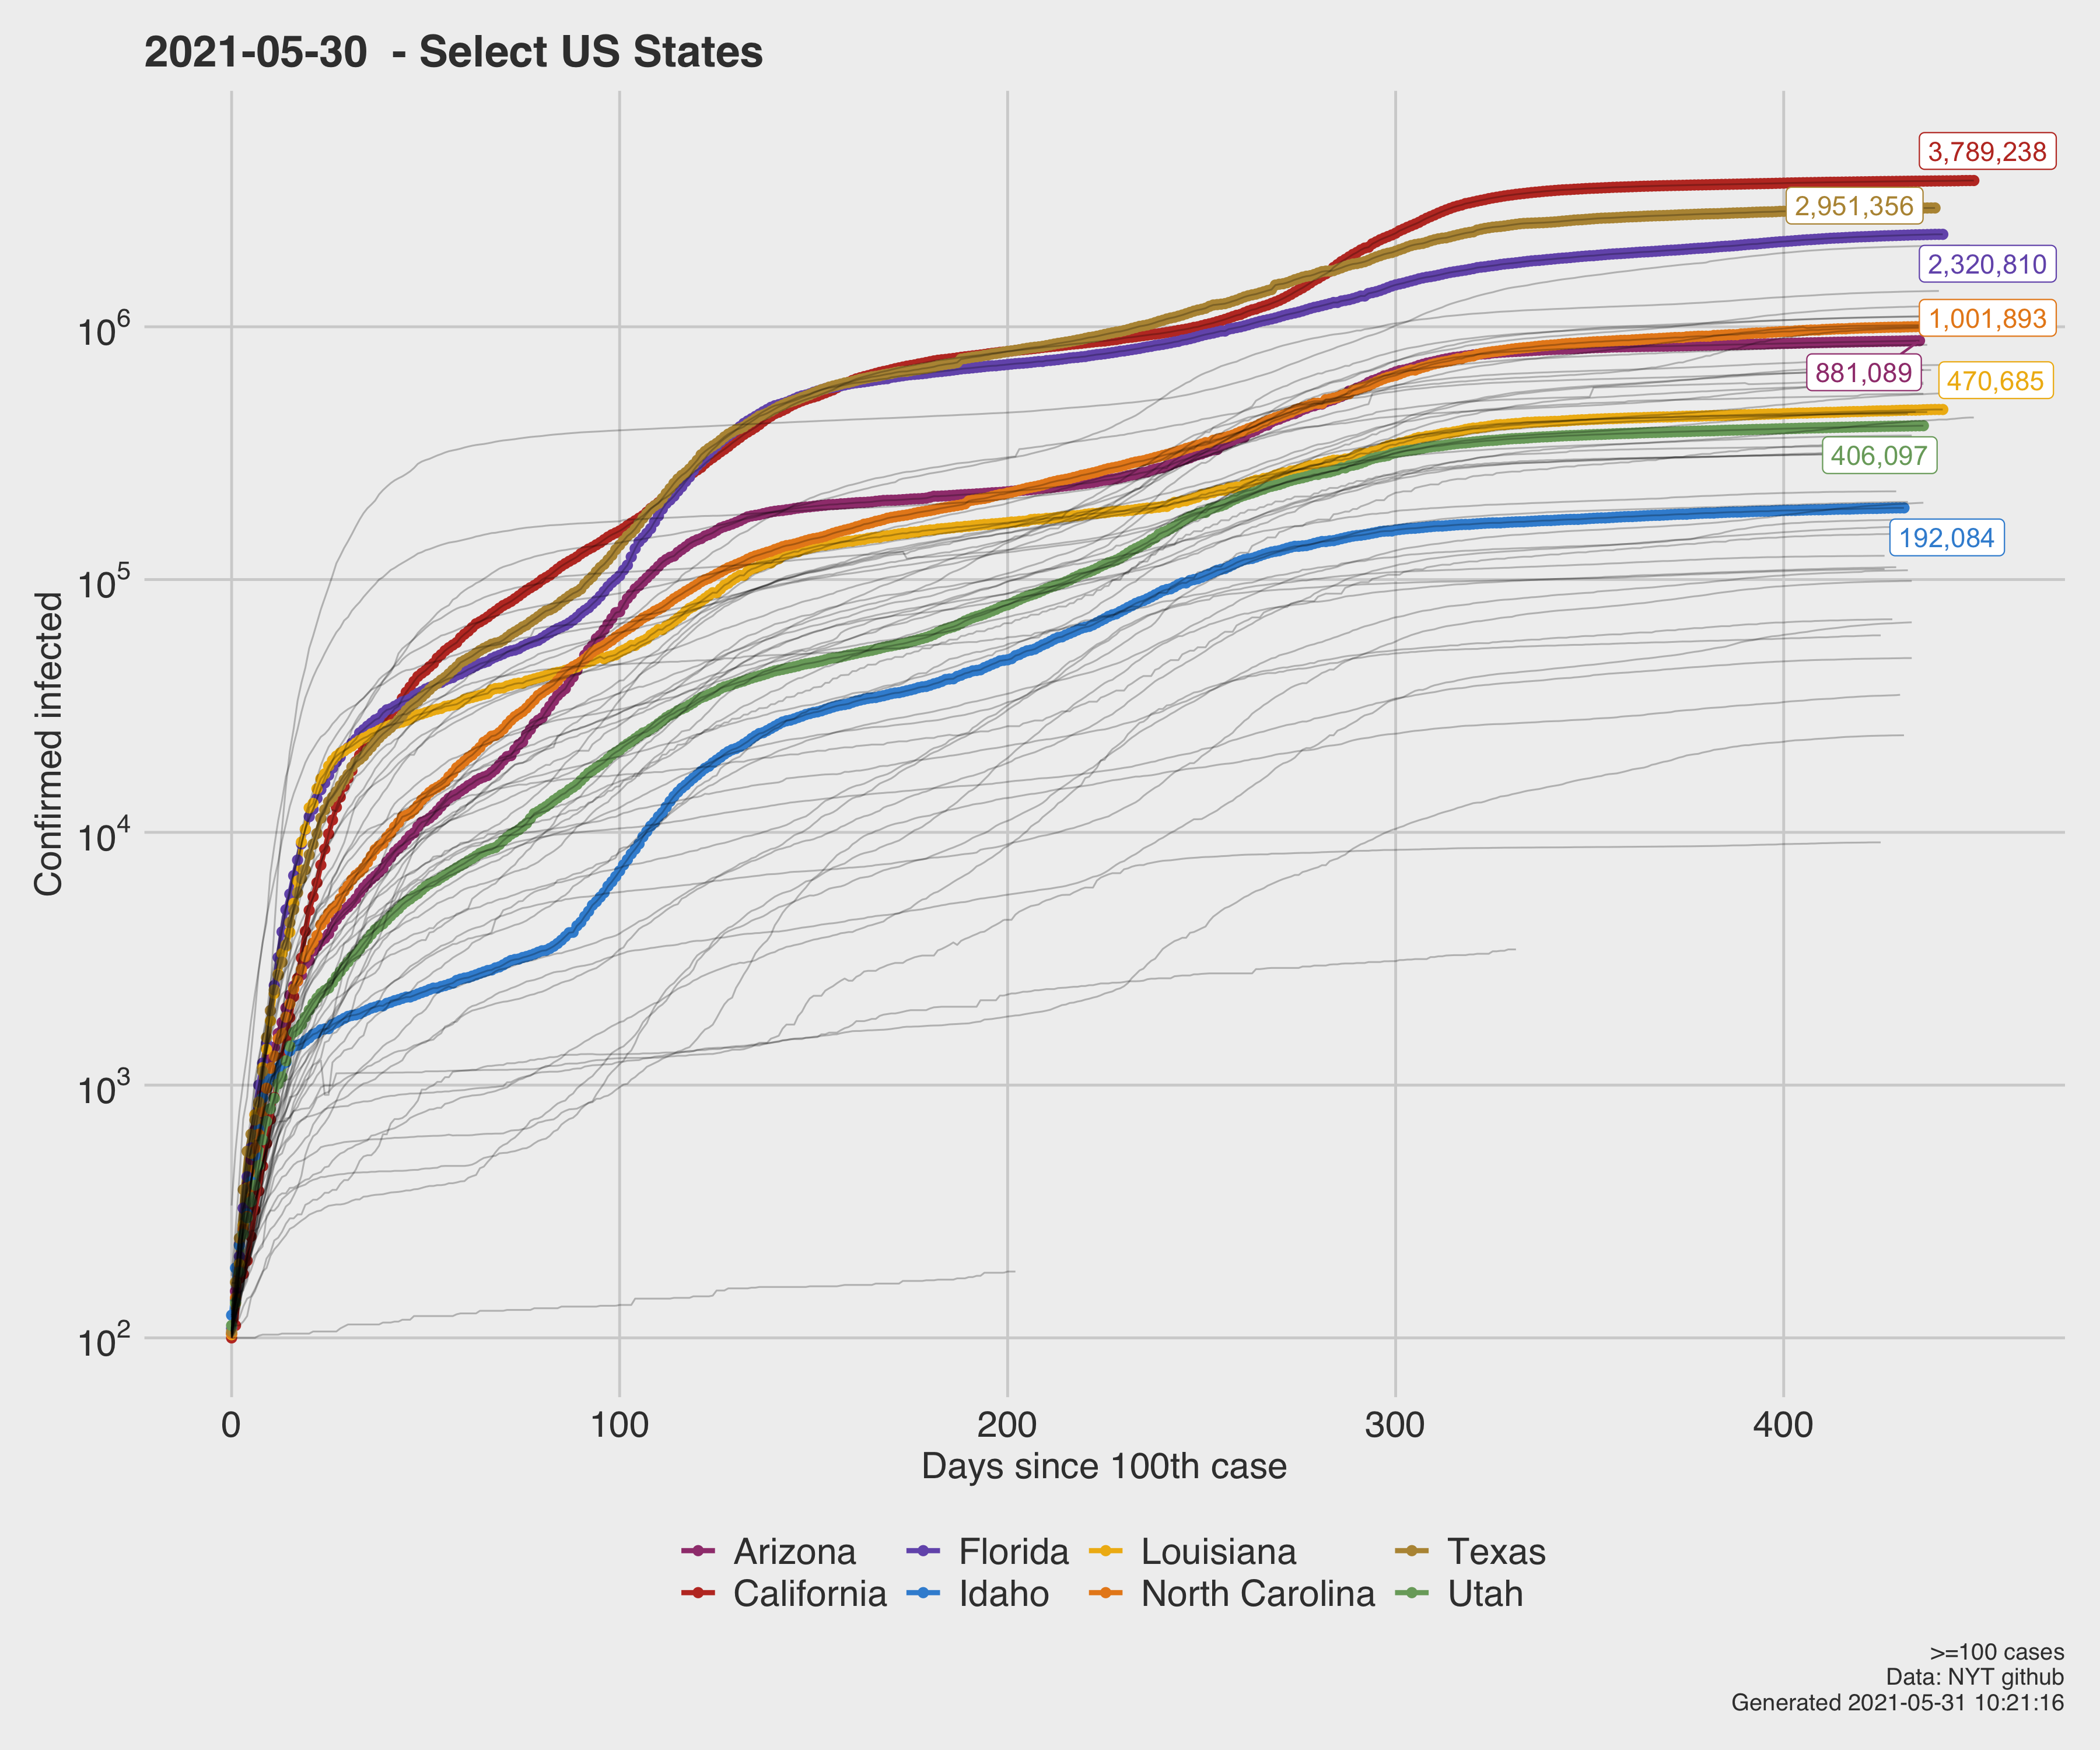 2021-05-30  - Select US States
3,789,238
2,951,356
2,320,810
1,001,893
881,089
470,685
406,097
192,084
10^6
10^5
10^4
10^3
10^2
Confirmed infected
0 100 200 300 400
Days since 100th case
Arizona Florida Louisiana Texas
California Idaho North Carolina Utah
>=100 cases
Data: NYT github
Generated 2021-05-31 10:21:16